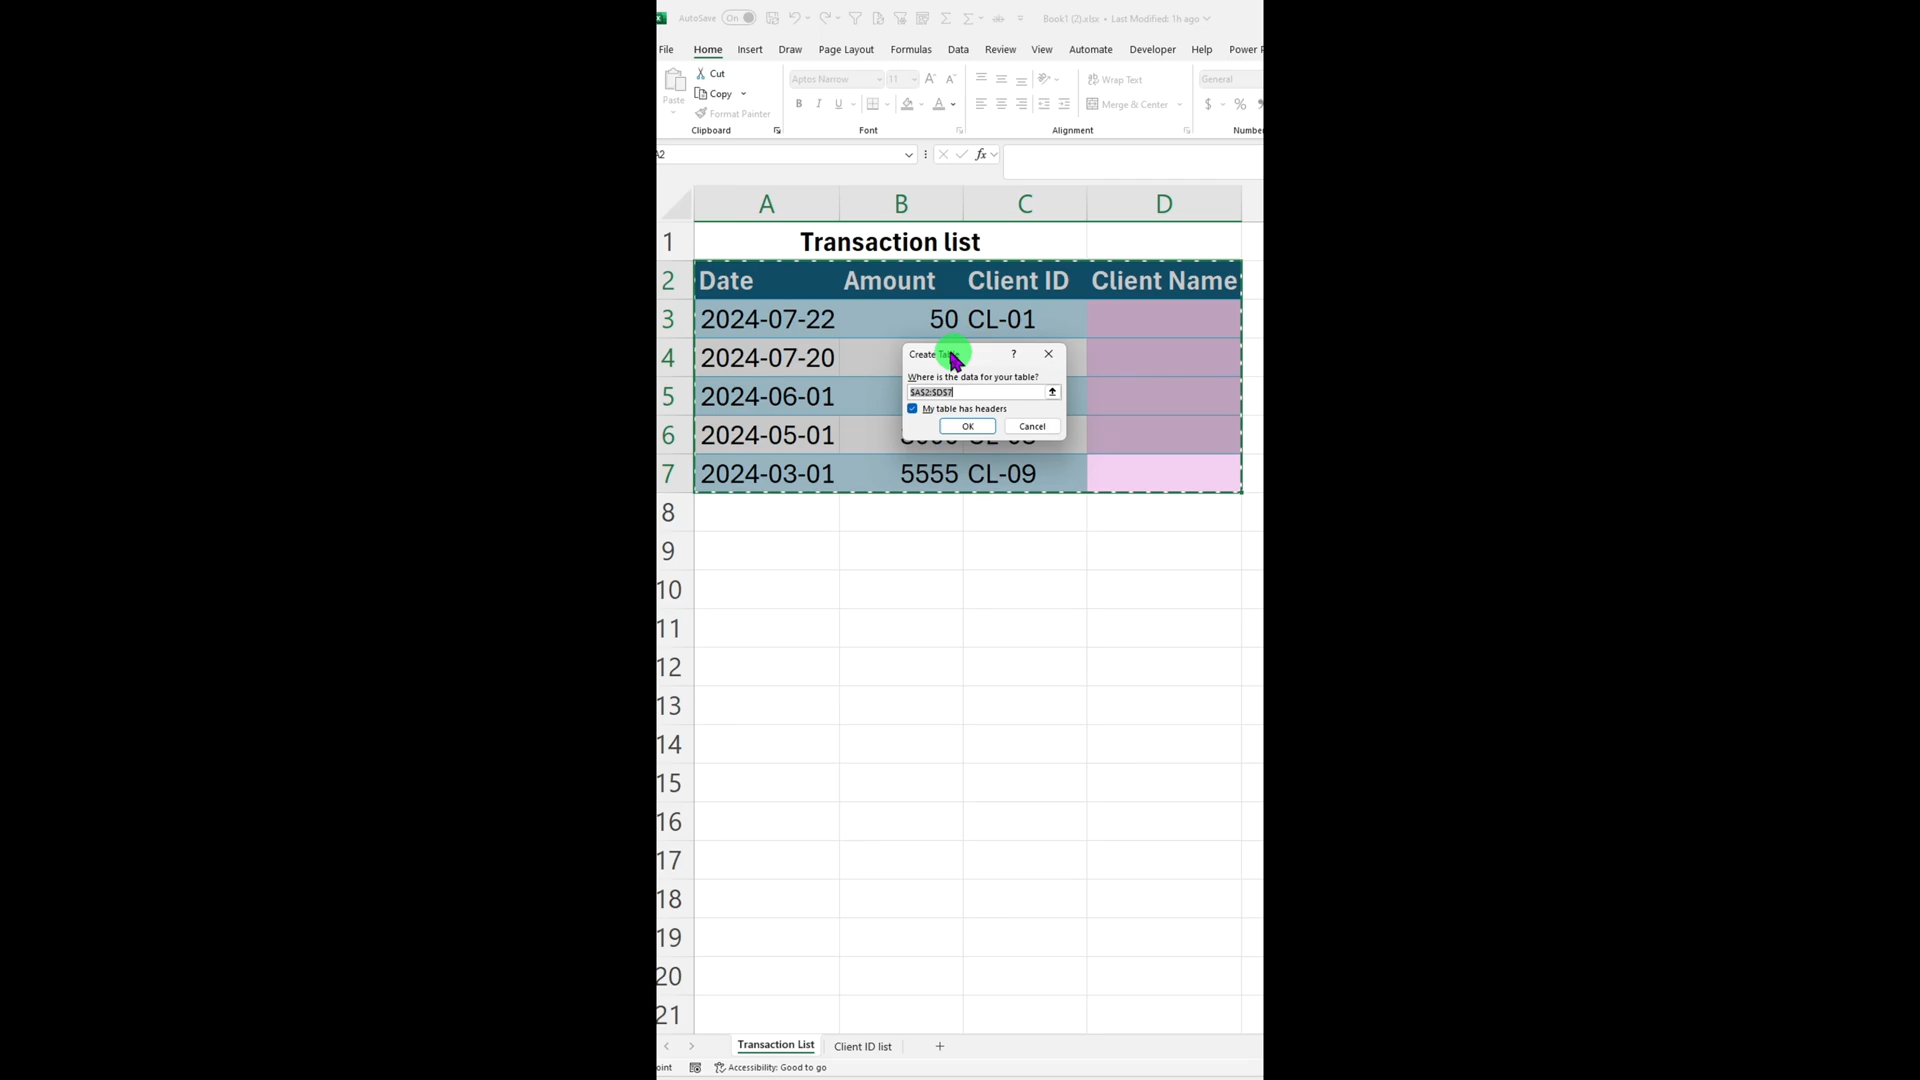 AutoSave On Book1 (2).xlsx • Last Modified: 1h ago
File Home Insert Draw Page Layout Formulas Data Review View Automate Developer Help Power
Paste Cut Copy Format Painter
Aptos Narrow 11 A A Wrap Text General
B I U A Merge & Center $ %
Clipboard Font Alignment Number
A2 fx
A B C D
1 Transaction list
2 Date Amount Client ID Client Name
3 2024-07-22 50 CL-01
4 2024-07-20
5 2024-06-01
6 2024-05-01
7 2024-03-01 5555 CL-09
Create Table ?
Where is the data for your table?
$A$2:$D$7
My table has headers
OK Cancel
8
9
10
11
12
13
14
15
16
17
18
19
20
21
Transaction List Client ID list +
oint Accessibility: Good to go